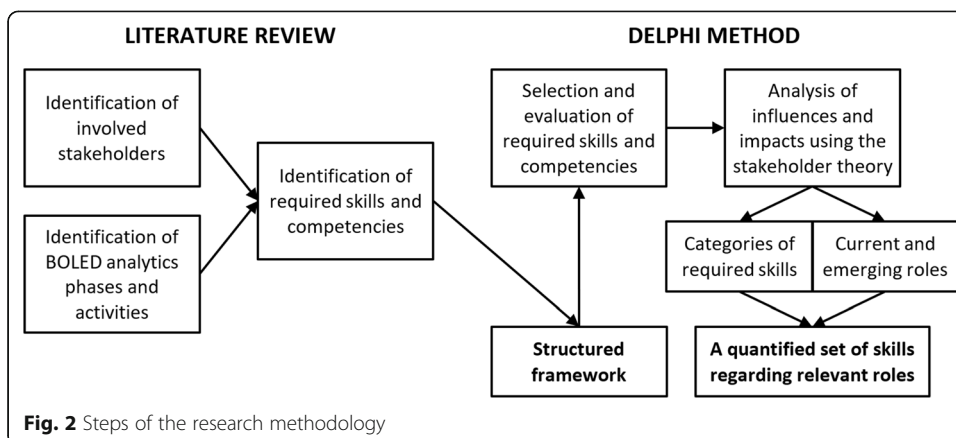 LITERATURE REVIEW
Identification of
involved
stakeholders
Identification of
BOLED analytics
phases and
activities
Identification of
required skills and
competencies
DELPHI METHOD
Selection and
evaluation of
required skills and
competencies
Analysis of
influences and
impacts using the
stakeholder theory
Categories of
required skills
Current and
emerging roles
Structured
framework
A quantified set of skills
regarding relevant roles
Fig. 2 Steps of the research methodology